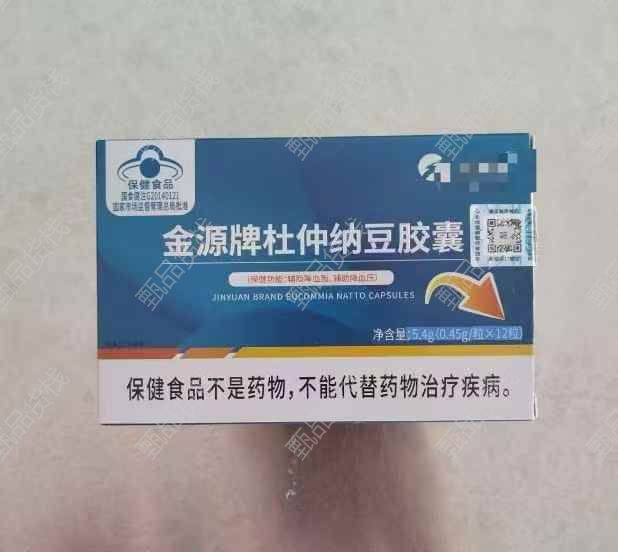 保健食品
国食健注G20140121
国家市场监督管理总局批准
金源牌杜仲纳豆胶囊
(保健功能:辅助降血脂、辅助降血压)
JINYUAN BRAND EUCOMMIA NATTO CAPSULES
净含量:5.4g(0.45g/粒×12粒)
保健食品不是药物,不能代替药物治疗疾病。
甄品货栈